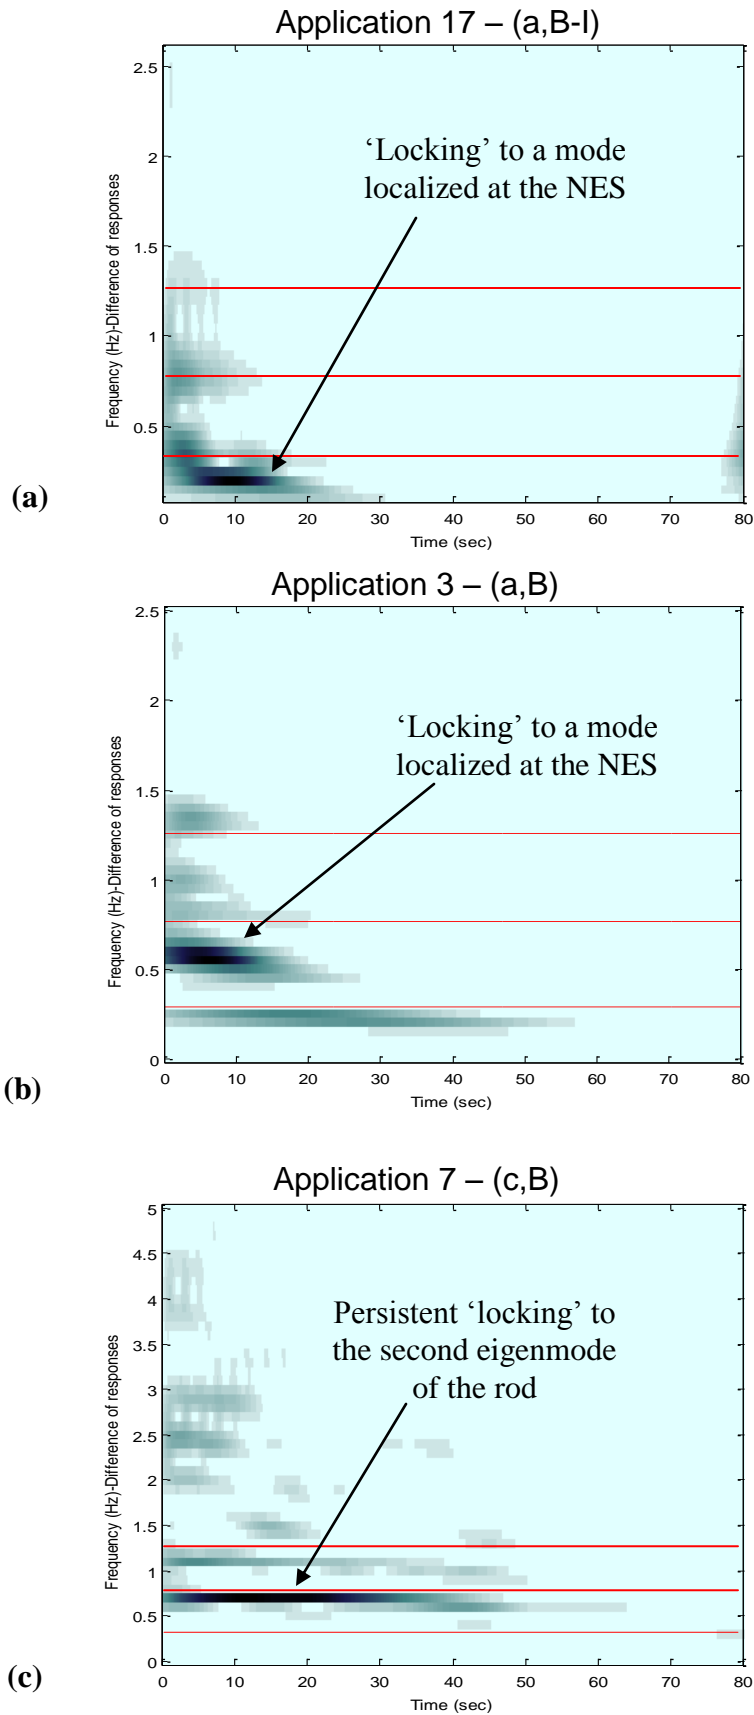 Application 17 – (a,B-I)
2.5
2
1.5
1
0.5
Frequency (Hz)-Difference of responses
‘Locking’ to a mode
localized at the NES
(a)
0 10 20 30 40 50 60 70 80
Time (sec)
Application 3 – (a,B)
2.5
2
1.5
1
0.5
0
Frequency (Hz)-Difference of responses
‘Locking’ to a mode
localized at the NES
(b)
0 10 20 30 40 50 60 70 80
Time (sec)
Application 7 – (c,B)
5
4.5
4
3.5
3
2.5
2
1.5
1
0.5
0
Frequency (Hz)-Difference of responses
Persistent ‘locking’ to
the second eigenmode
of the rod
(c)
0 10 20 30 40 50 60 70 80
Time (sec)